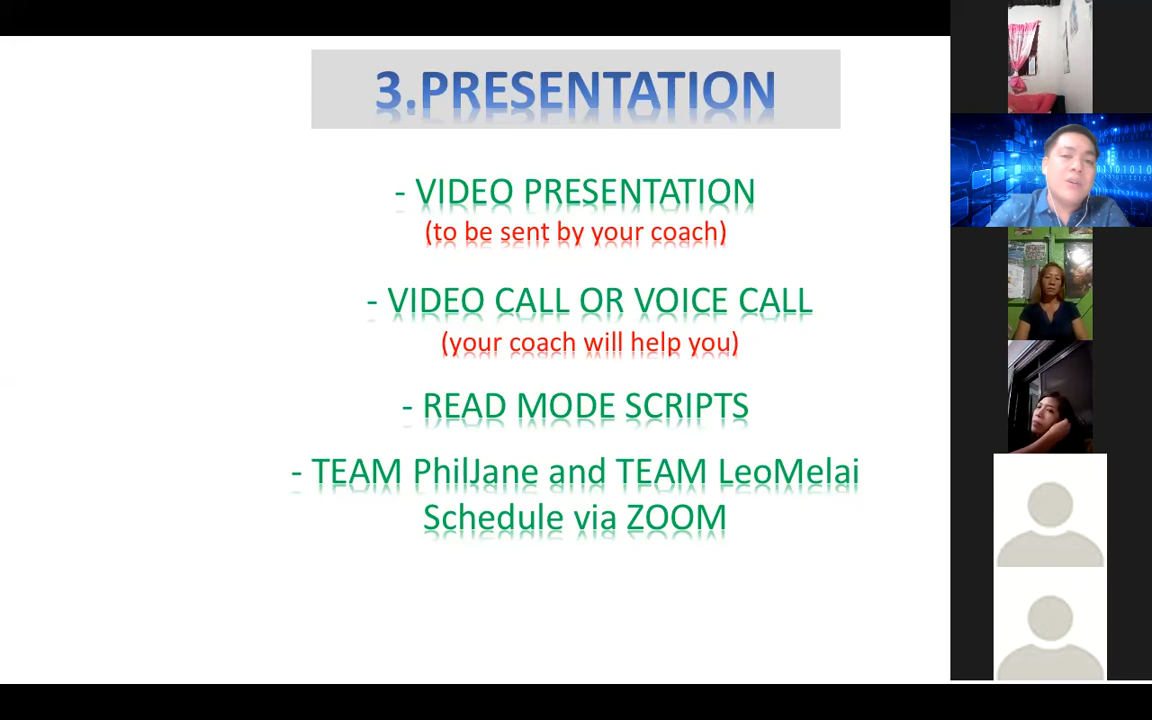 3.PRESENTATION
- VIDEO PRESENTATION
(to be sent by your coach)
- VIDEO CALL OR VOICE CALL
(your coach will help you)
- READ MODE SCRIPTS
- TEAM PhilJane and TEAM LeoMelai
Schedule via ZOOM